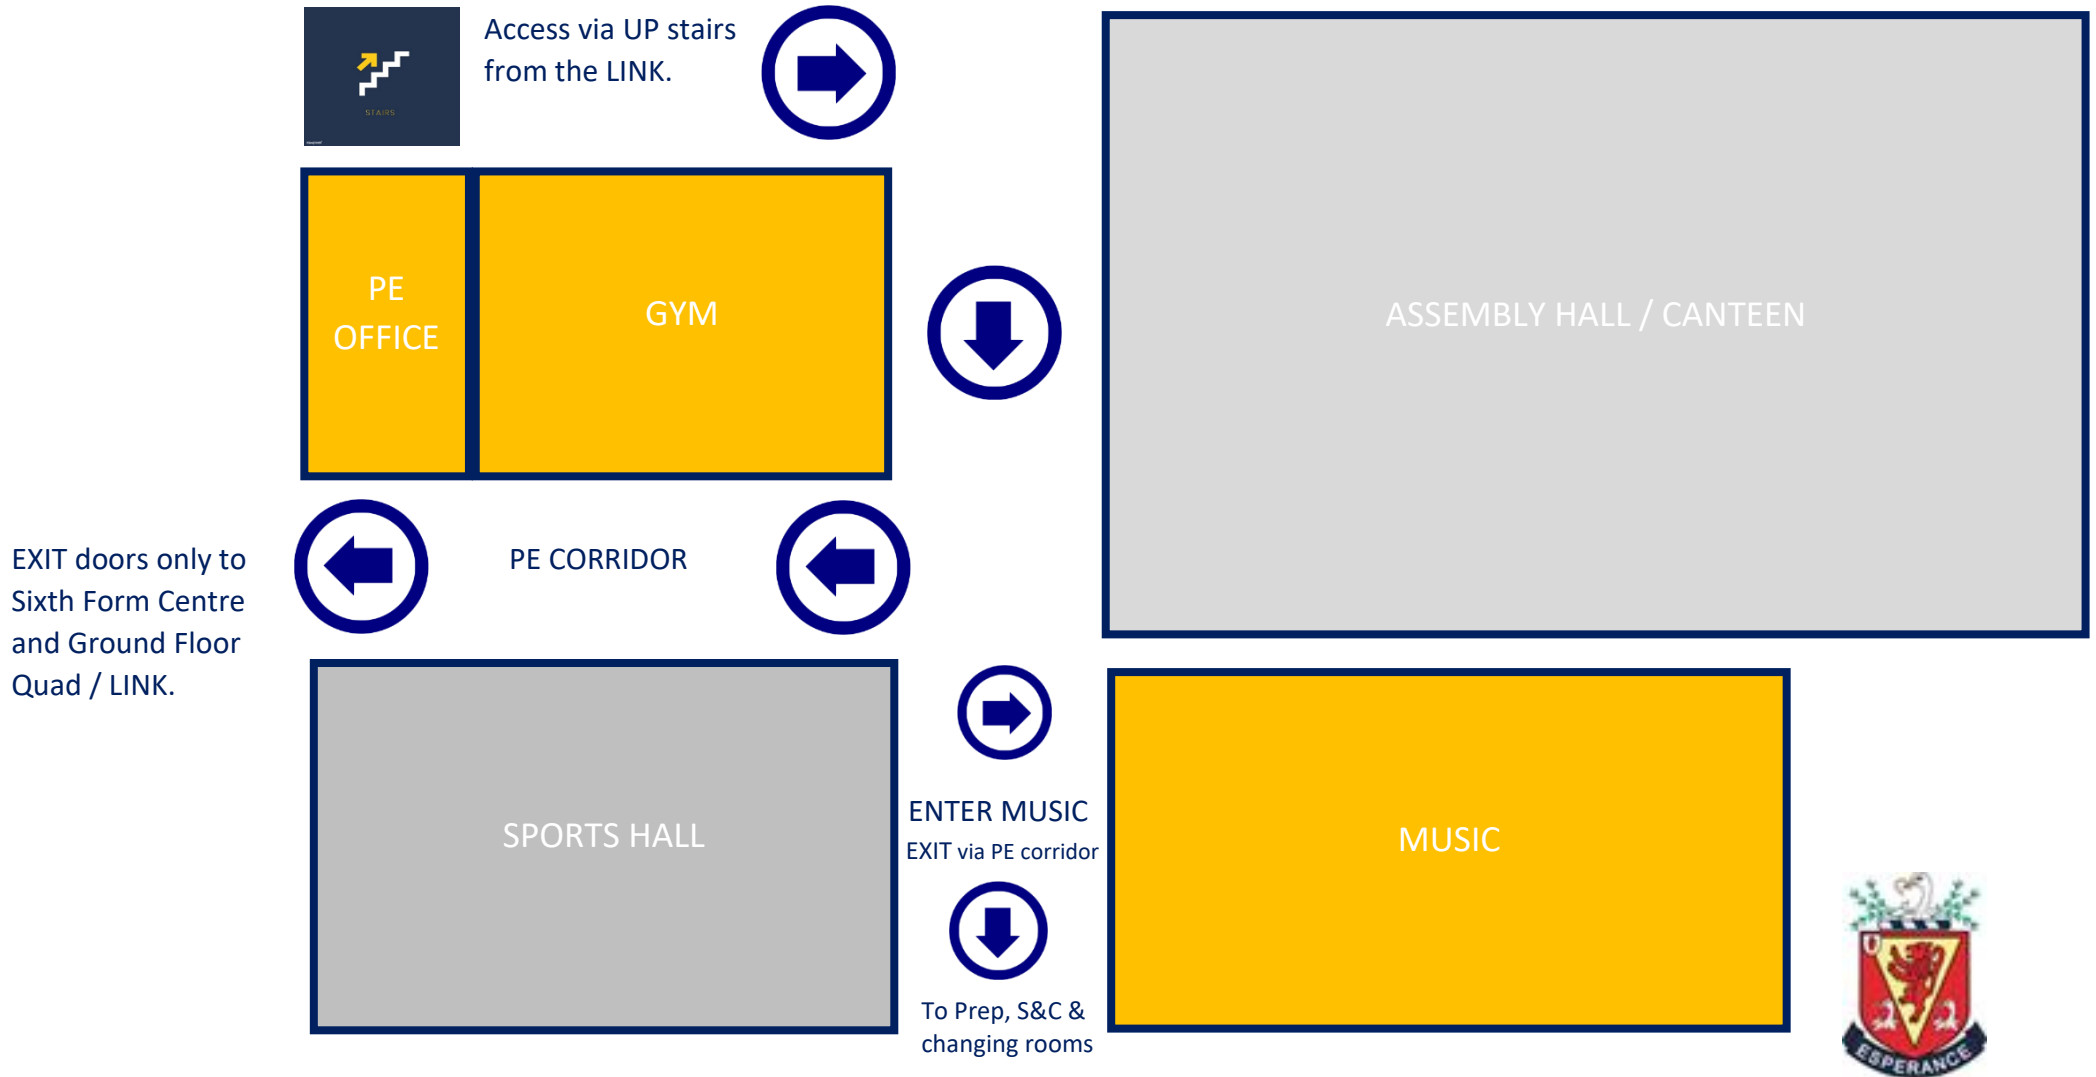 STAIRS
Access via UP stairs
from the LINK.
PE
OFFICE
GYM
ASSEMBLY HALL / CANTEEN
EXIT doors only to
Sixth Form Centre
and Ground Floor
Quad / LINK.
PE CORRIDOR
SPORTS HALL
ENTER MUSIC
EXIT via PE corridor
MUSIC
To Prep, S&C &
changing rooms
ESPERANCE